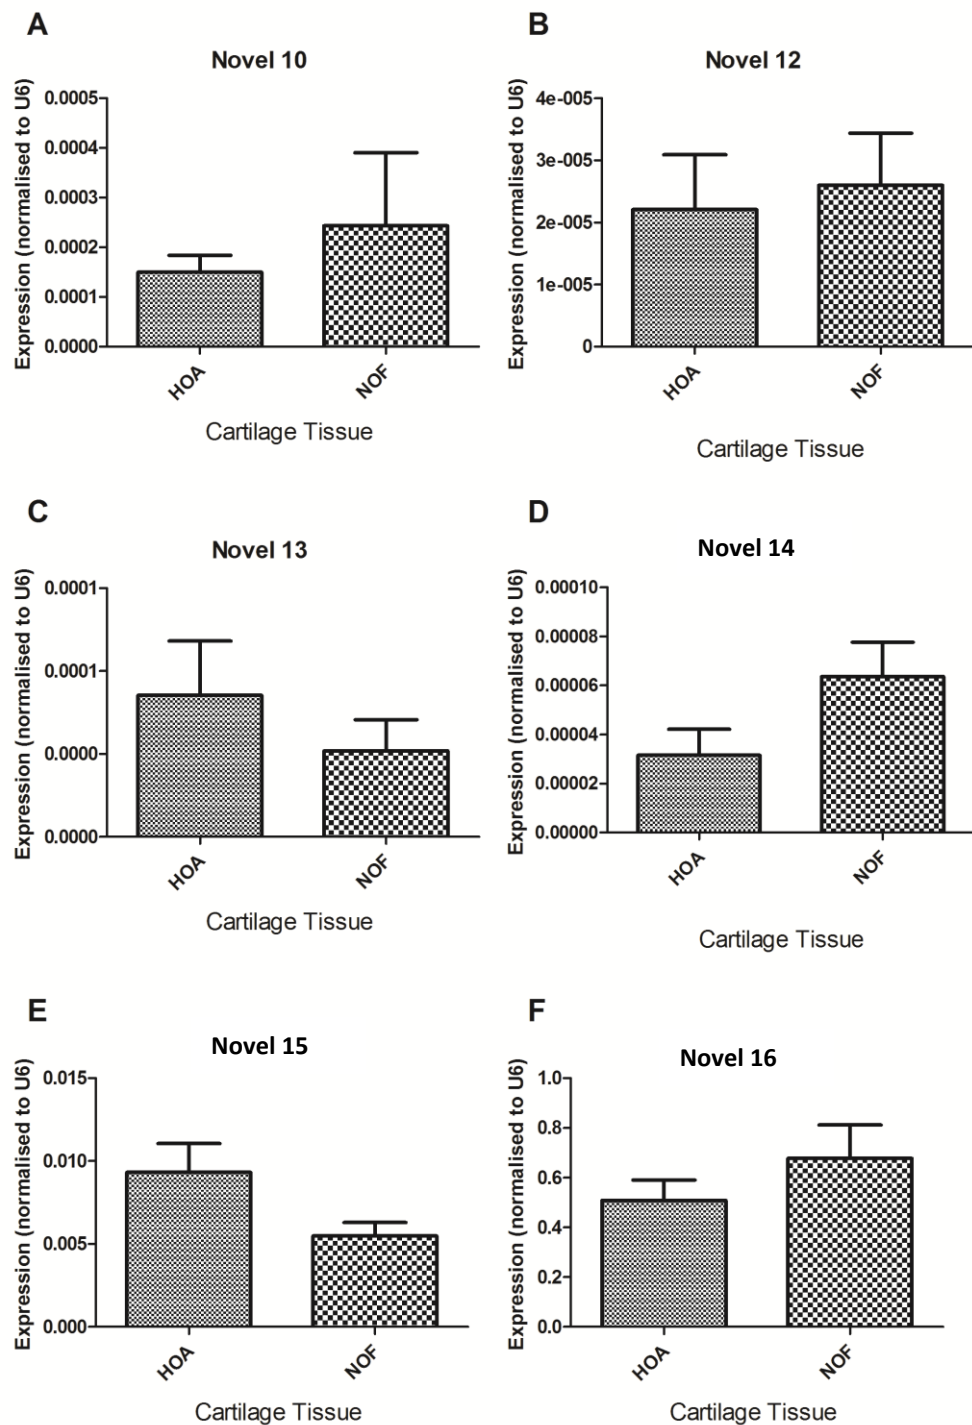 A
Novel 10
Expression (normalised to U6)
0.0005
0.0004
0.0003
0.0002
0.0001
0.0000
HOA
NOF
Cartilage Tissue
B
Novel 12
Expression (normalised to U6)
4e-005
3e-005
2e-005
1e-005
0
HOA
NOF
Cartilage Tissue
C
Novel 13
Expression (normalised to U6)
0.0001
0.0001
0.0000
0.0000
HOA
NOF
Cartilage Tissue
D
Novel 14
Expression (normalised to U6)
0.00010
0.00008
0.00006
0.00004
0.00002
0.00000
HOA
NOF
Cartilage Tissue
E
Novel 15
Expression (normalised to U6)
0.015
0.010
0.005
0.000
HOA
NOF
Cartilage Tissue
F
Novel 16
Expression (normalised to U6)
1.0
0.8
0.6
0.4
0.2
0.0
HOA
NOF
Cartilage Tissue